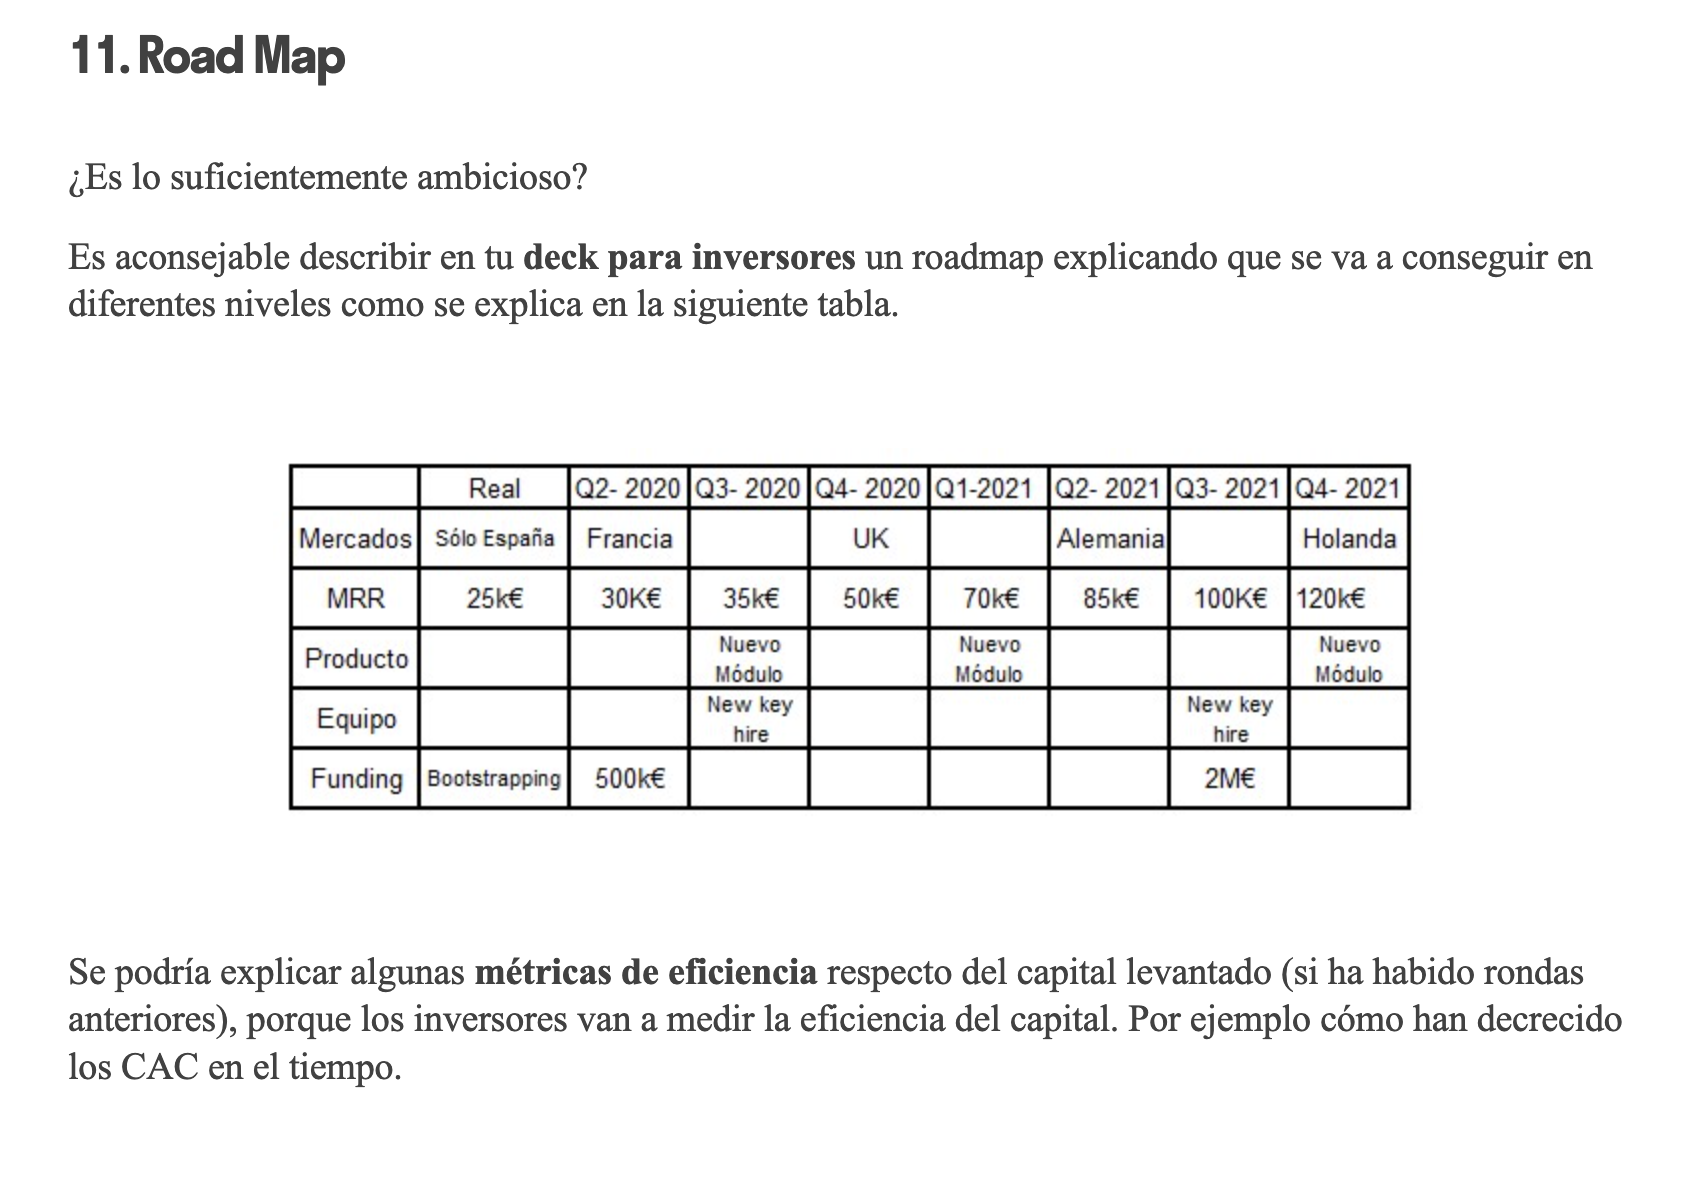 11. Road Map
¿Es lo suficientemente ambicioso?
Es aconsejable describir en tu deck para inversores un roadmap explicando que se va a conseguir en
diferentes niveles como se explica en la siguiente tabla.
Real Q2- 2020 Q3- 2020 Q4- 2020 Q1-2021 Q2- 2021 Q3- 2021 Q4- 2021
Mercados Sólo España Francia UK Alemania Holanda
MRR 25k€ 30K€ 35k€ 50k€ 70k€ 85k€ 100K€ 120k€
Producto Nuevo Módulo Nuevo Módulo Nuevo Módulo
Equipo New key hire New key hire
Funding Bootstrapping 500k€ 2M€
Se podría explicar algunas métricas de eficiencia respecto del capital levantado (si ha habido rondas
anteriores), porque los inversores van a medir la eficiencia del capital. Por ejemplo cómo han decrecido
los CAC en el tiempo.